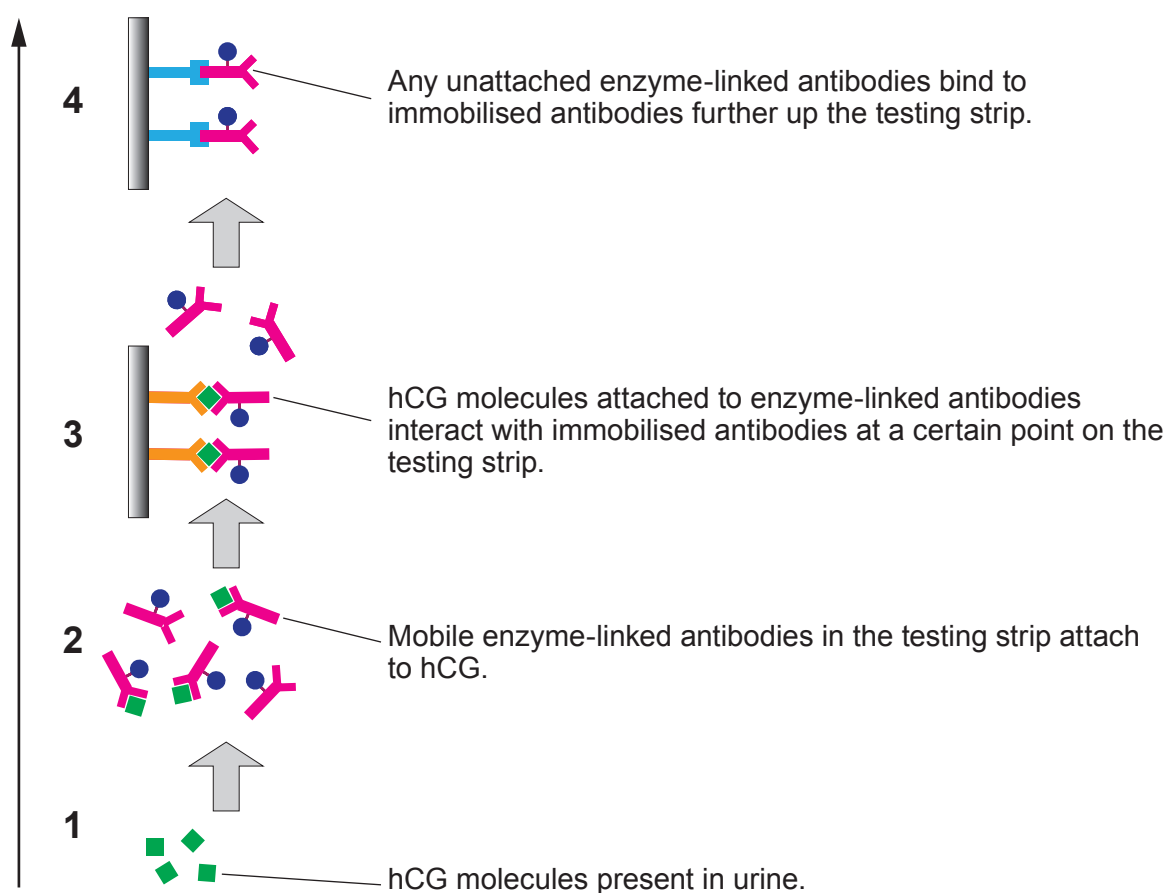 4
Any unattached enzyme-linked antibodies bind to
immobilised antibodies further up the testing strip.
3
hCG molecules attached to enzyme-linked antibodies
interact with immobilised antibodies at a certain point on the
testing strip.
2
Mobile enzyme-linked antibodies in the testing strip attach
to hCG.
1
hCG molecules present in urine.